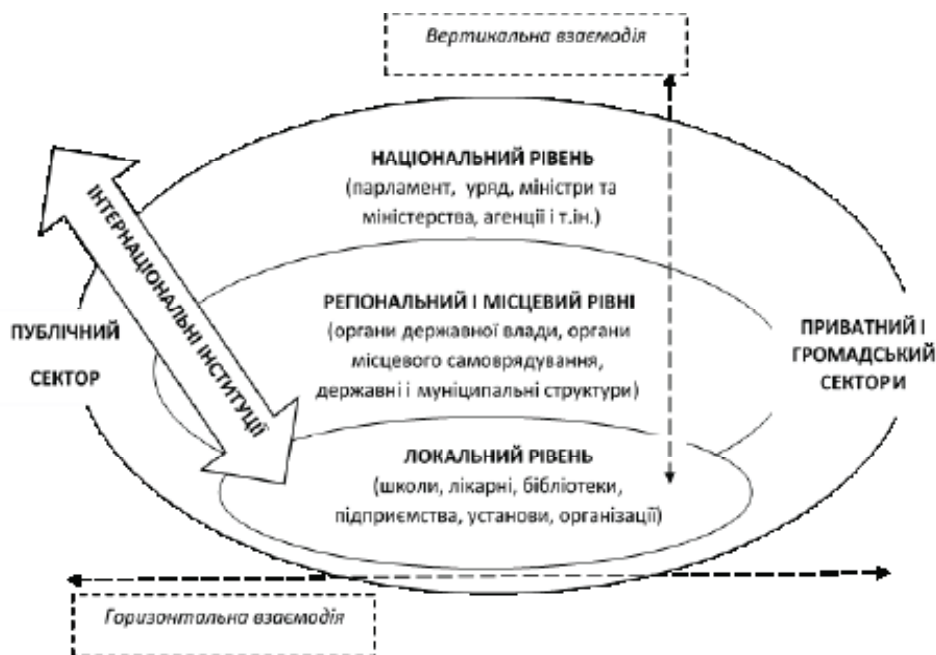 Вертикальна взаємодія
НАЦІОНАЛЬНИЙ РІВЕНЬ
(парламент, уряд, міністри та
міністерства, агенції і т.ін.)
ІНТЕРНАЦІОНАЛЬНІ ІНСТИТУЦІЇ
РЕГІОНАЛЬНИЙ І МІСЦЕВИЙ РІВНІ
(органи державної влади, органи
місцевого самоврядування,
державні і муніципальні структури)
ПУБЛІЧНИЙ
СЕКТОР
ПРИВАТНИЙ І
ГРОМАДСЬКИЙ
СЕКТОРИ
ЛОКАЛЬНИЙ РІВЕНЬ
(школи, лікарні, бібліотеки,
підприємства, установи, організації)
Горизонтальна взаємодія